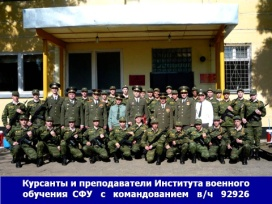 Курсанты и преподаватели Института военного
обучения СФУ с командованием в/ч 92926